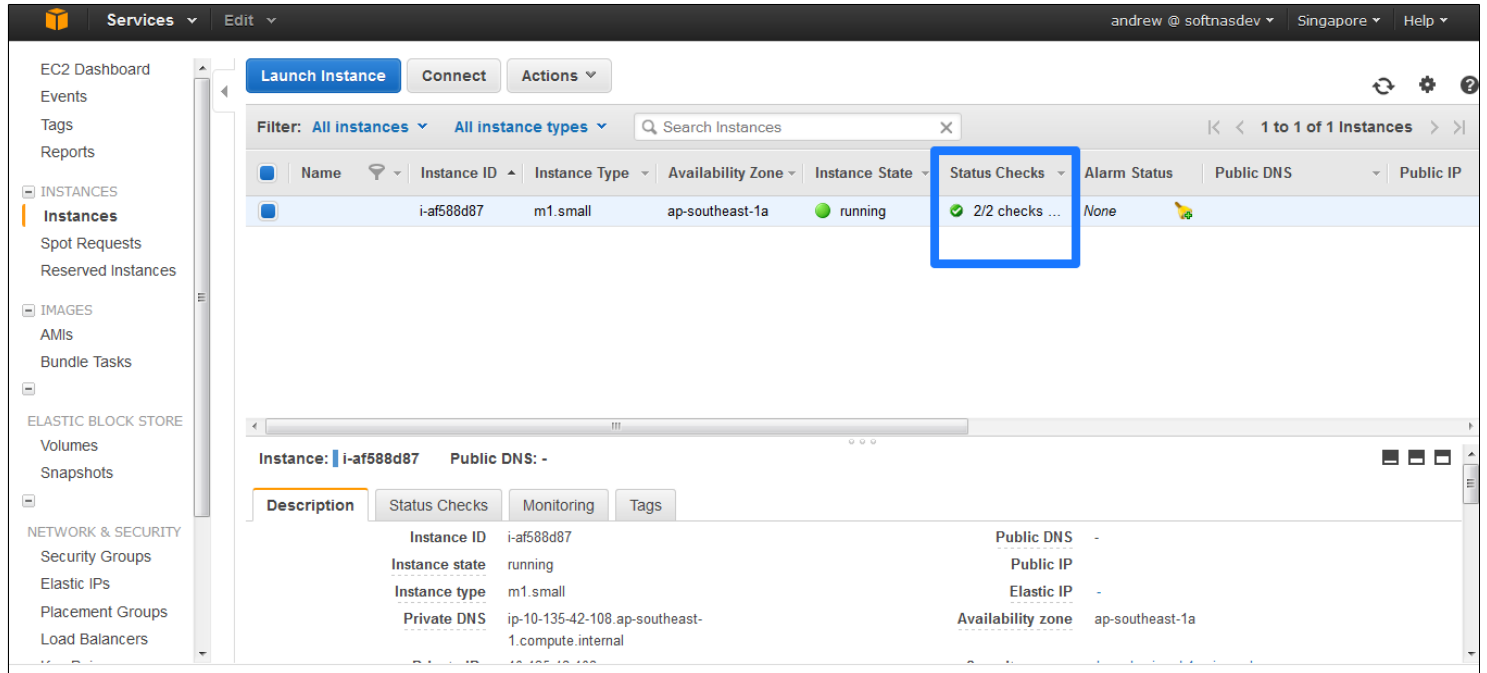 Services Edit andrew @ softnasdev Singapore Help
EC2 Dashboard
Events
Tags
Reports
INSTANCES
Instances
Spot Requests
Reserved Instances
IMAGES
AMIs
Bundle Tasks
ELASTIC BLOCK STORE
Volumes
Snapshots
NETWORK & SECURITY
Security Groups
Elastic IPs
Placement Groups
Load Balancers
Launch Instance Connect Actions
Filter: All instances All instance types Search Instances 1 to 1 of 1 Instances
Name Instance ID Instance Type Availability Zone Instance State Status Checks Alarm Status Public DNS Public IP
i-af588d87 m1.small ap-southeast-1a running 2/2 checks ... None
Instance: i-af588d87 Public DNS: -
Description Status Checks Monitoring Tags
Instance ID i-af588d87 Public DNS -
Instance state running Public IP
Instance type m1.small Elastic IP -
Private DNS ip-10-135-42-108.ap-southeast- Availability zone ap-southeast-1a
1.compute.internal